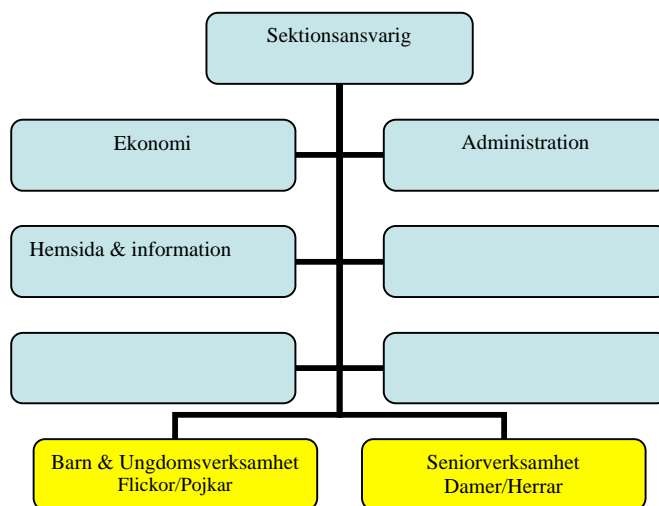 Sektionsansvarig
Ekonomi
Administration
Hemsida & information
Barn & Ungdomsverksamhet
Flickor/Pojkar
Seniorverksamhet
Damer/Herrar